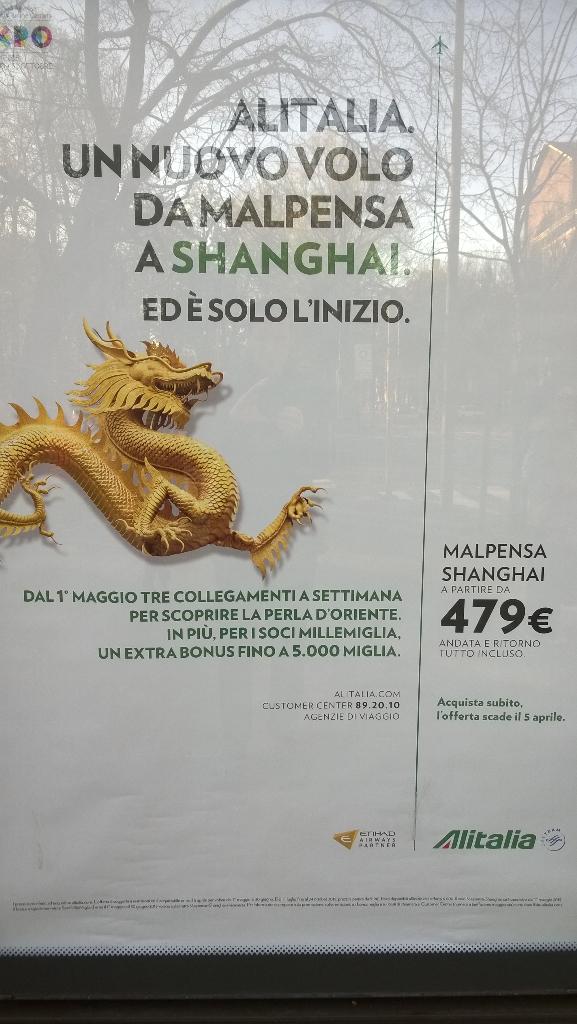 ALITALIA.
UN NUOVO VOLO
DA MALPENSA
A SHANGHAI.
ED È SOLO L'INIZIO.
DAL 1° MAGGIO TRE COLLEGAMENTI A SETTIMANA
PER SCOPRIRE LA PERLA D'ORIENTE.
IN PIÙ, PER I SOCI MILLEMIGLIA,
UN EXTRA BONUS FINO A 5.000 MIGLIA.
ALITALIA.COM
CUSTOMER CENTER 89.20.10
AGENZIE DI VIAGGIO
MALPENSA
SHANGHAI
A PARTIRE DA
479€
ANDATA E RITORNO
TUTTO INCLUSO.
Acquista subito,
l'offerta scade il 5 aprile.
ETIHAD
AIRWAYS
PARTNER
Alitalia